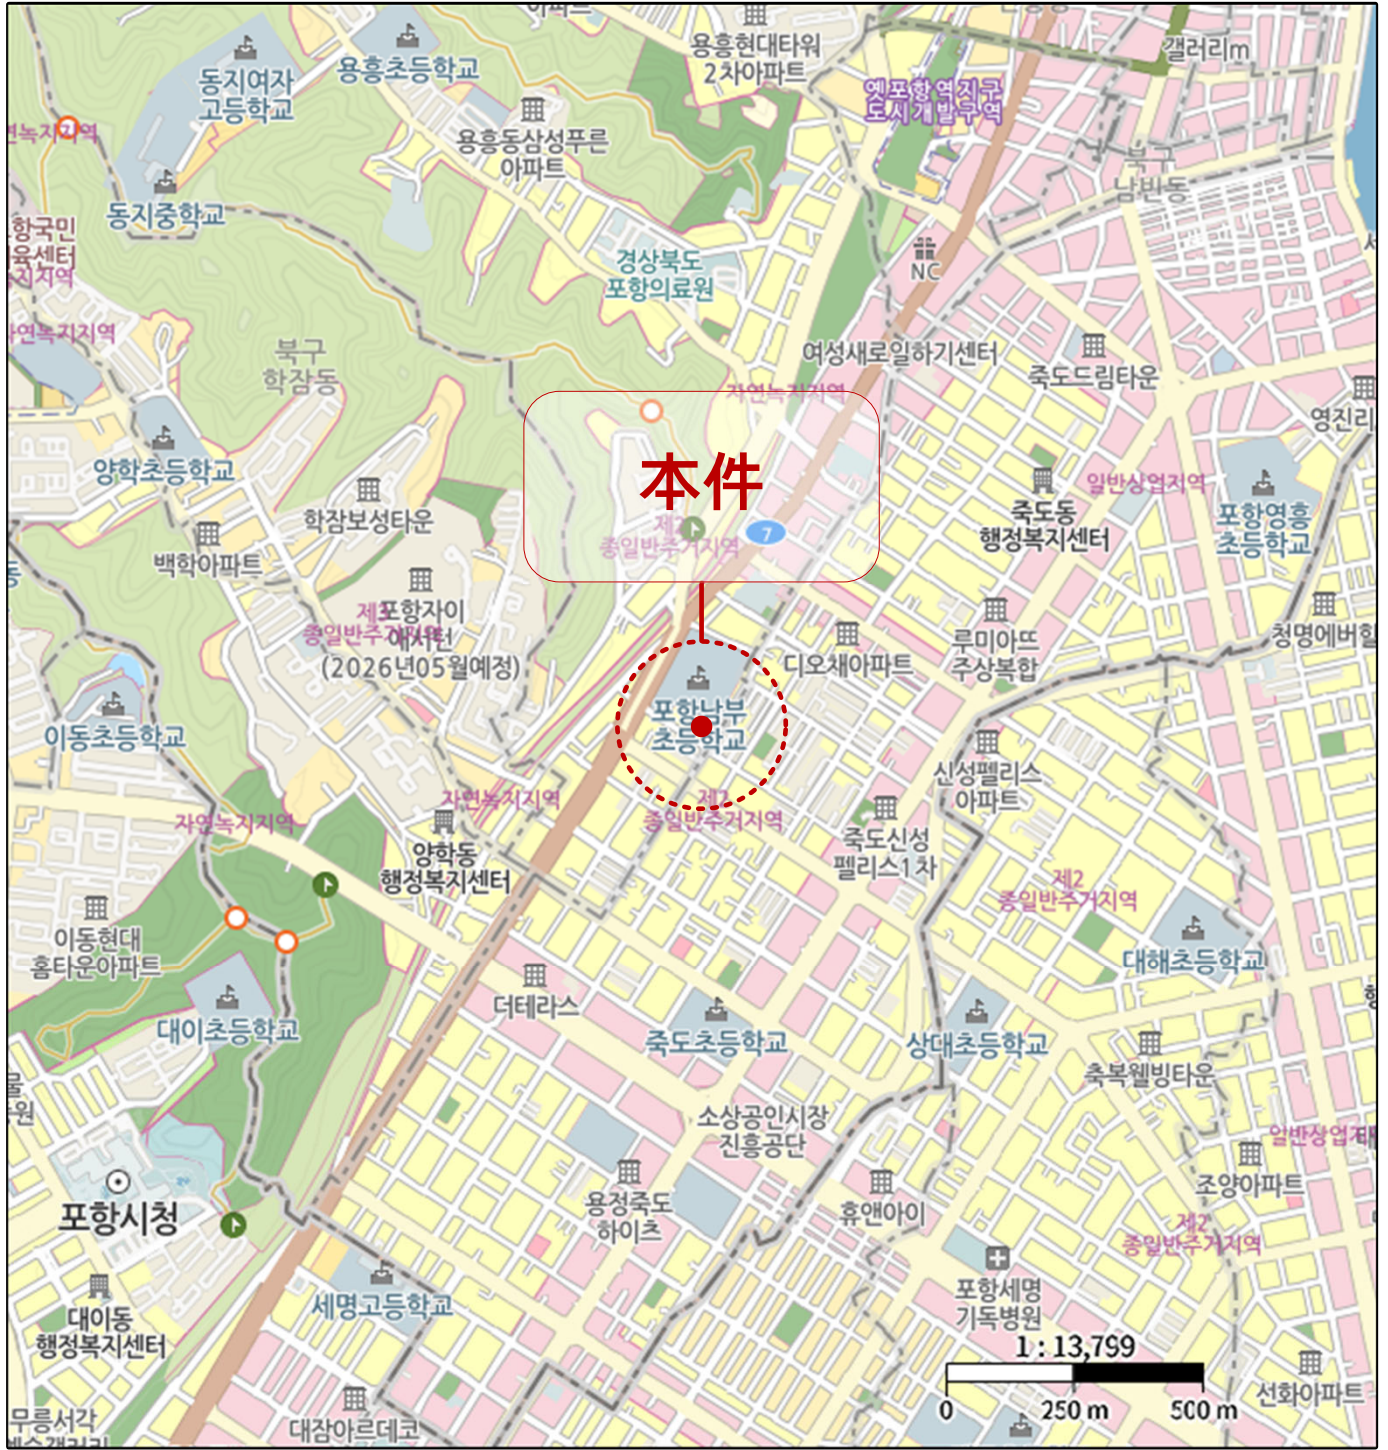 아파트
용흥현대타워
2차아파트
갤러리m
동지여자
고등학교
용흥초등학교
옛포항역지구
도시개발구역
용흥동삼성푸른
아파트
북구
남빈동
동지중학교
경상북도
포항의료원
NC
여성새로일하기센터
죽도드림타운
북구
학잠동
자연녹지지역
영진리
양학초등학교
학잠보성타운
백학아파트
本件
제2
종일반주거지역
7
일반상업지역
죽도동
행정복지센터
포항영흥
초등학교
제3
종일반주거지역
포항자이
애서턴
(2026년05월예정)
루미아뜨
주상복합
청명에버힐
디오채아파트
이동초등학교
포항남부
초등학교
신성펠리스
아파트
자연녹지지역
자연녹지지역
제2
종일반주거지역
죽도신성
펠리스1차
양학동
행정복지센터
제2
종일반주거지역
이동현대
홈타운아파트
대해초등학교
더테라스
대이초등학교
죽도초등학교
상대초등학교
축복웰빙타운
소상공인시장
진흥공단
일반상업지
조양아파트
포항시청
용정죽도
하이츠
휴앤아이
제2
종일반주거지역
대이동
행정복지센터
세명고등학교
포항세명
기독병원
1 : 13,799
0 250 m 500 m
선화아파트
대잠아르데코
무릉서각